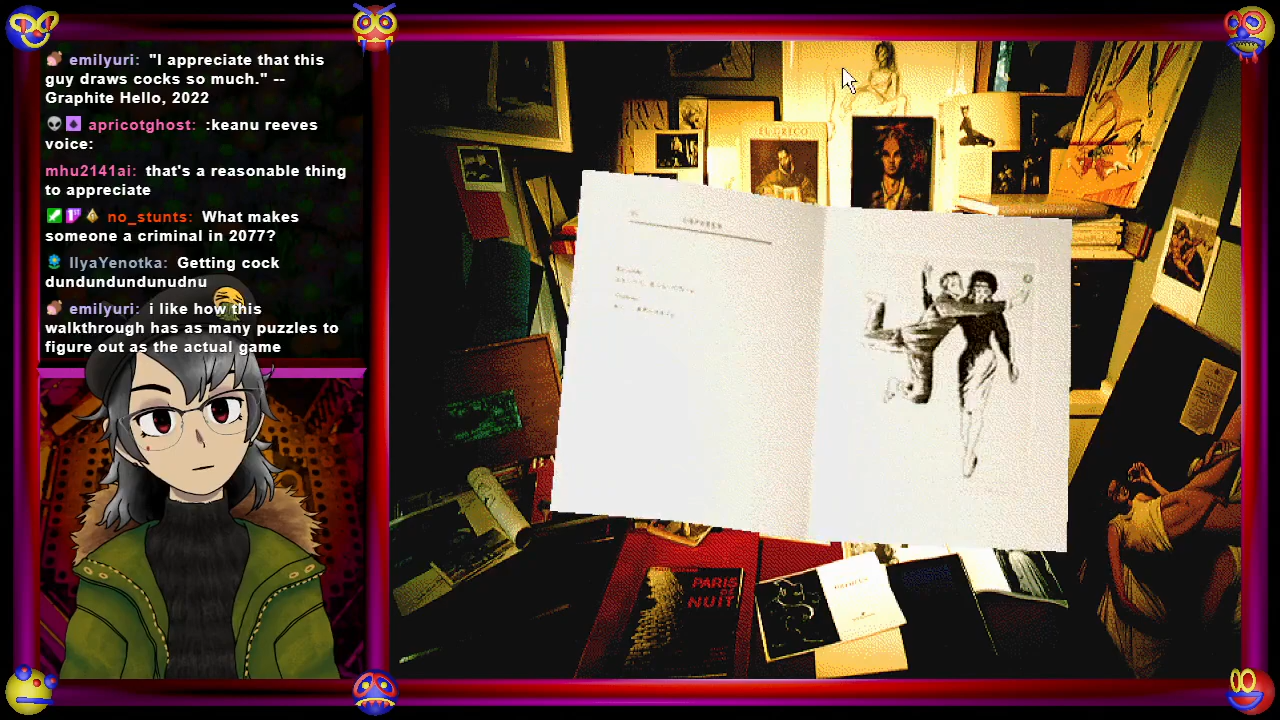 emilyuri: "I appreciate that this
guy draws cocks so much." --
Graphite Hello, 2022
apricotghost: :keanu reeves
voice:
mhu2141ai: that's a reasonable thing
to appreciate
no_stunts: What makes
someone a criminal in 2077?
IlyaYenotka: Getting cock
dundundundunudnu
emilyuri: i like how this
walkthrough has as many puzzles to
figure out as the actual game
EL GRECO
PARIS
DE
NUIT